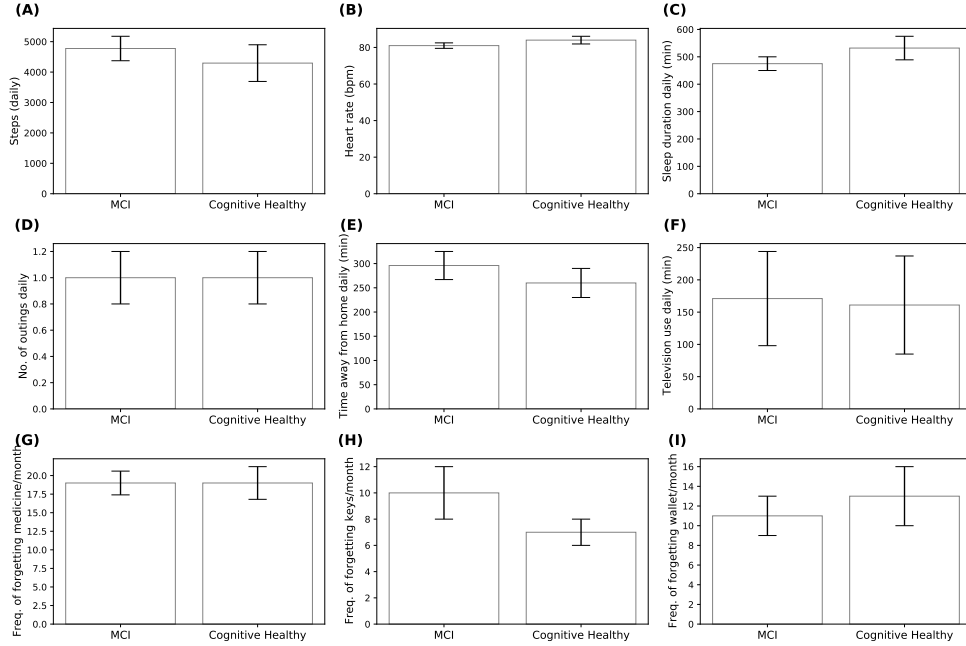 (A)
Steps (daily)
5000
4000
3000
2000
1000
0
MCI
Cognitive Healthy
(B)
Heart rate (bpm)
80
60
40
20
0
MCI
Cognitive Healthy
(C)
Sleep duration daily (min)
600
500
400
300
200
100
0
MCI
Cognitive Healthy
(D)
No. of outings daily
1.2
1.0
0.8
0.6
0.4
0.2
0.0
MCI
Cognitive Healthy
(E)
Time away from home daily (min)
300
250
200
150
100
50
0
MCI
Cognitive Healthy
(F)
Television use daily (min)
250
200
150
100
50
0
MCI
Cognitive Healthy
(G)
Freq. of forgetting medicine/month
20.0
17.5
15.0
12.5
10.0
7.5
5.0
2.5
0.0
MCI
Cognitive Healthy
(H)
Freq. of forgetting keys/month
12
10
8
6
4
2
0
MCI
Cognitive Healthy
(I)
Freq. of forgetting wallet/month
16
14
12
10
8
6
4
2
0
MCI
Cognitive Healthy